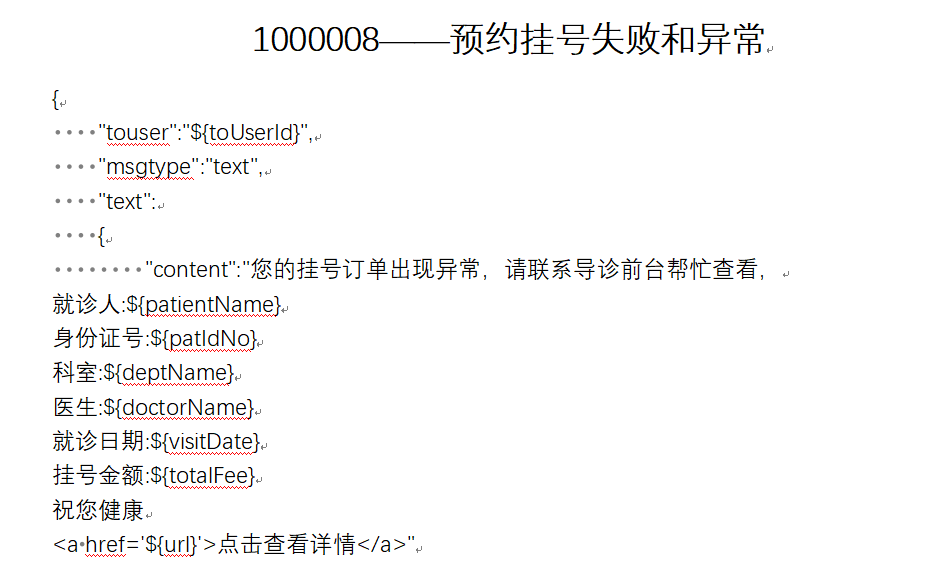 1000008——预约挂号失败和异常
{
    "touser":"${toUserId}",
    "msgtype":"text",
    "text":
    {
        "content":"您的挂号订单出现异常，请联系导诊前台帮忙查看，
就诊人:${patientName}
身份证号:${patIdNo}
科室:${deptName}
医生:${doctorName}
就诊日期:${visitDate}
挂号金额:${totalFee}
祝您健康
<a href='${url}'>点击查看详情</a>"